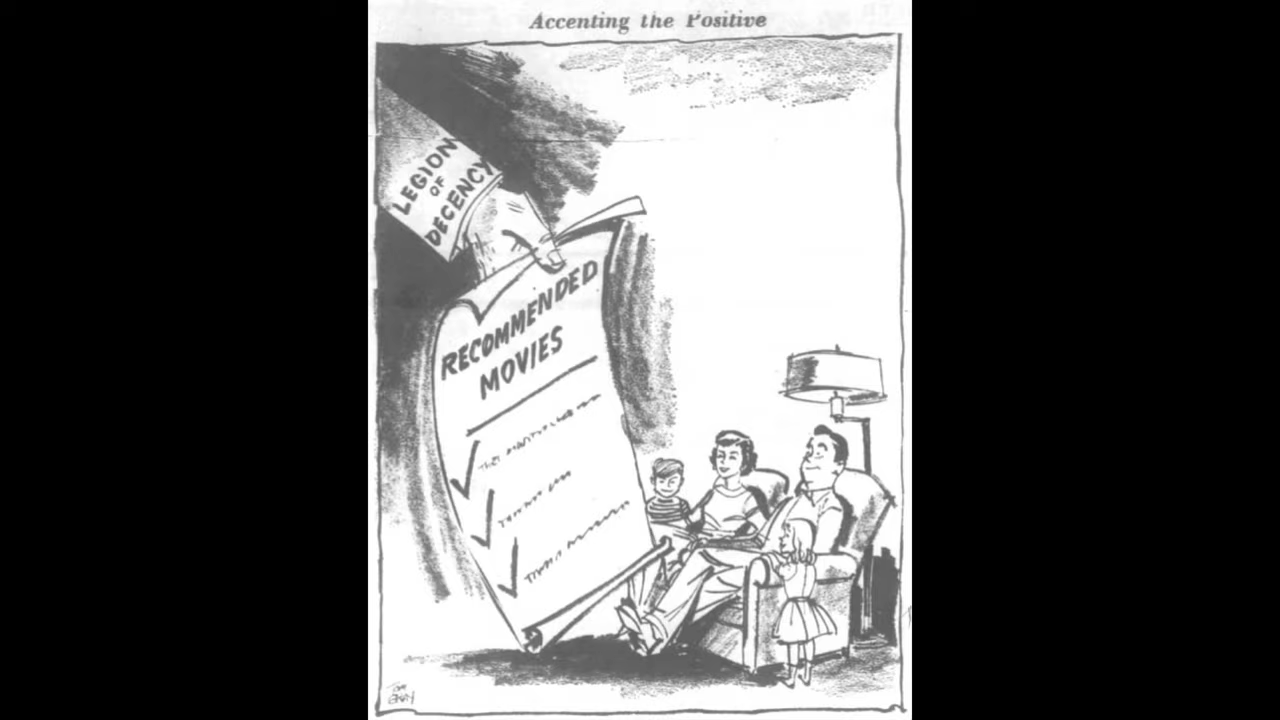 Accenting the Positive
LEGION
OF
DECENCY
RECOMMENDED
MOVIES